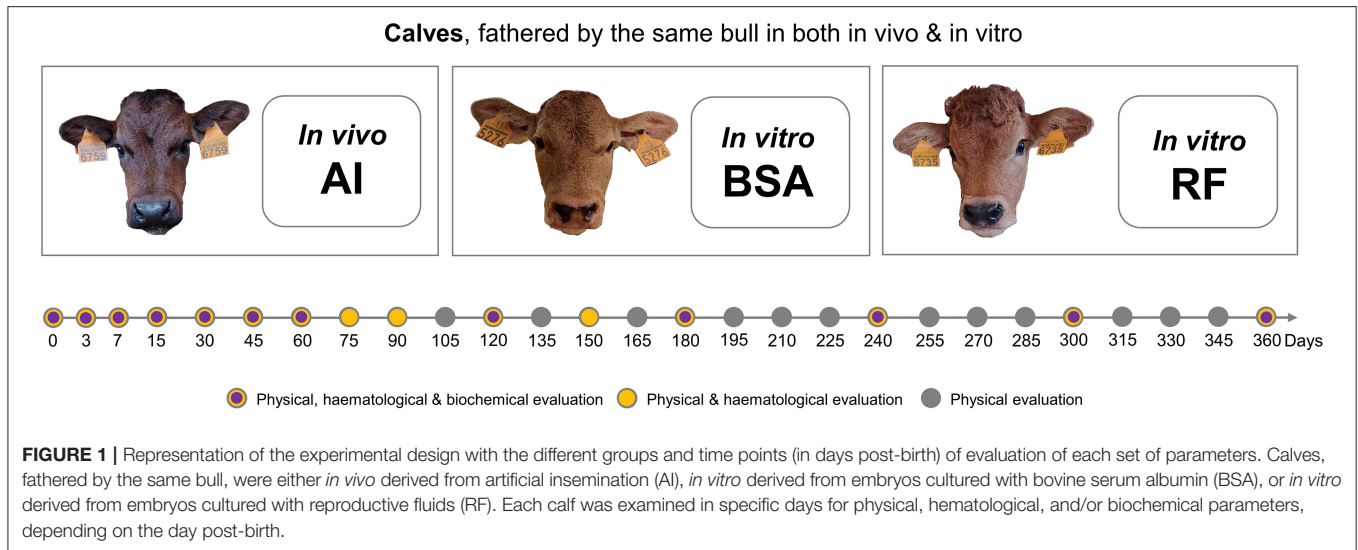 Calves, fathered by the same bull in both in vivo & in vitro
6759
6759
In vivo
AI
5276
5276
In vitro
BSA
6735
6735
In vitro
RF
0 3 7 15 30 45 60 75 90 105 120 135 150 165 180 195 210 225 240 255 270 285 300 315 330 345 360 Days
Physical, haematological & biochemical evaluation Physical & haematological evaluation Physical evaluation
FIGURE 1 | Representation of the experimental design with the different groups and time points (in days post-birth) of evaluation of each set of parameters. Calves,
fathered by the same bull, were either in vivo derived from artificial insemination (AI), in vitro derived from embryos cultured with bovine serum albumin (BSA), or in vitro
derived from embryos cultured with reproductive fluids (RF). Each calf was examined in specific days for physical, hematological, and/or biochemical parameters,
depending on the day post-birth.